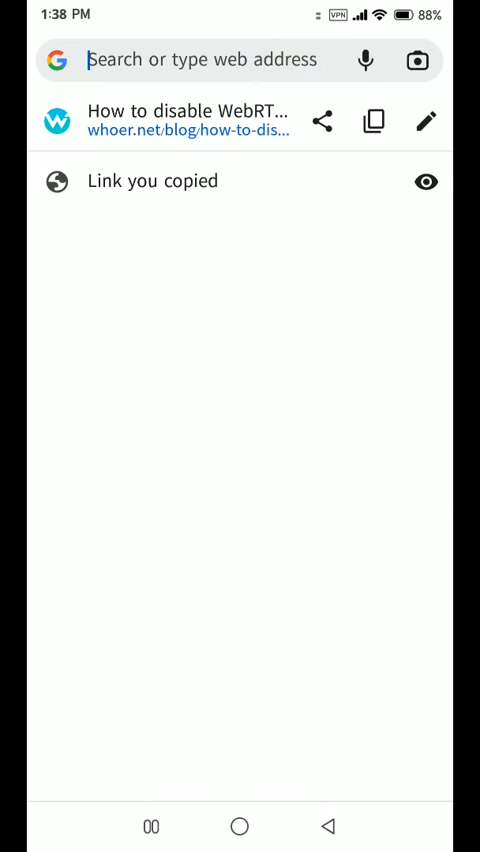 1:38 PM
VPN
88%
Search or type web address
How to disable WebRT...
whoer.net/blog/how-to-dis...
Link you copied